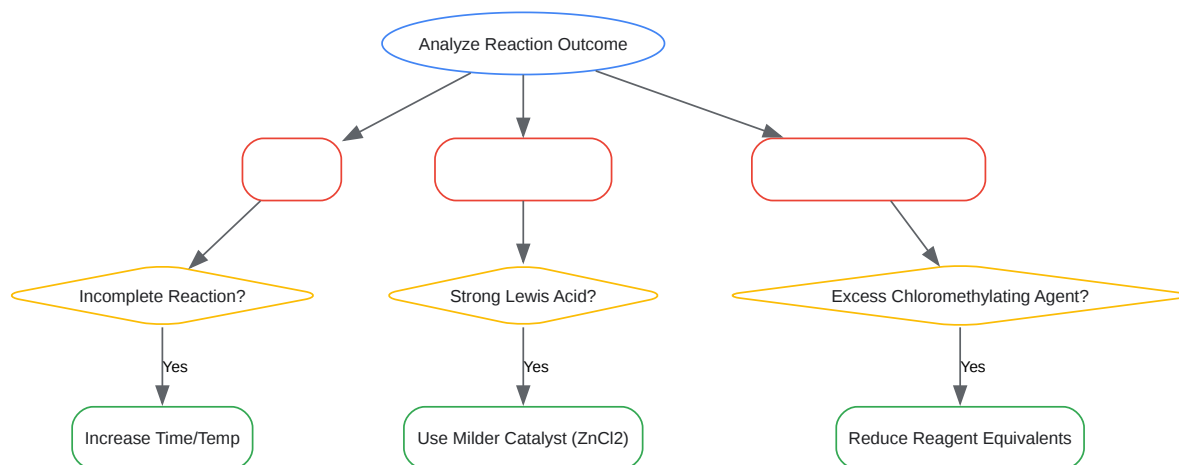 Analyze Reaction Outcome
Incomplete Reaction?
Strong Lewis Acid?
Excess Chloromethylating Agent?
Yes
Yes
Yes
Increase Time/Temp
Use Milder Catalyst (ZnCl2)
Reduce Reagent Equivalents